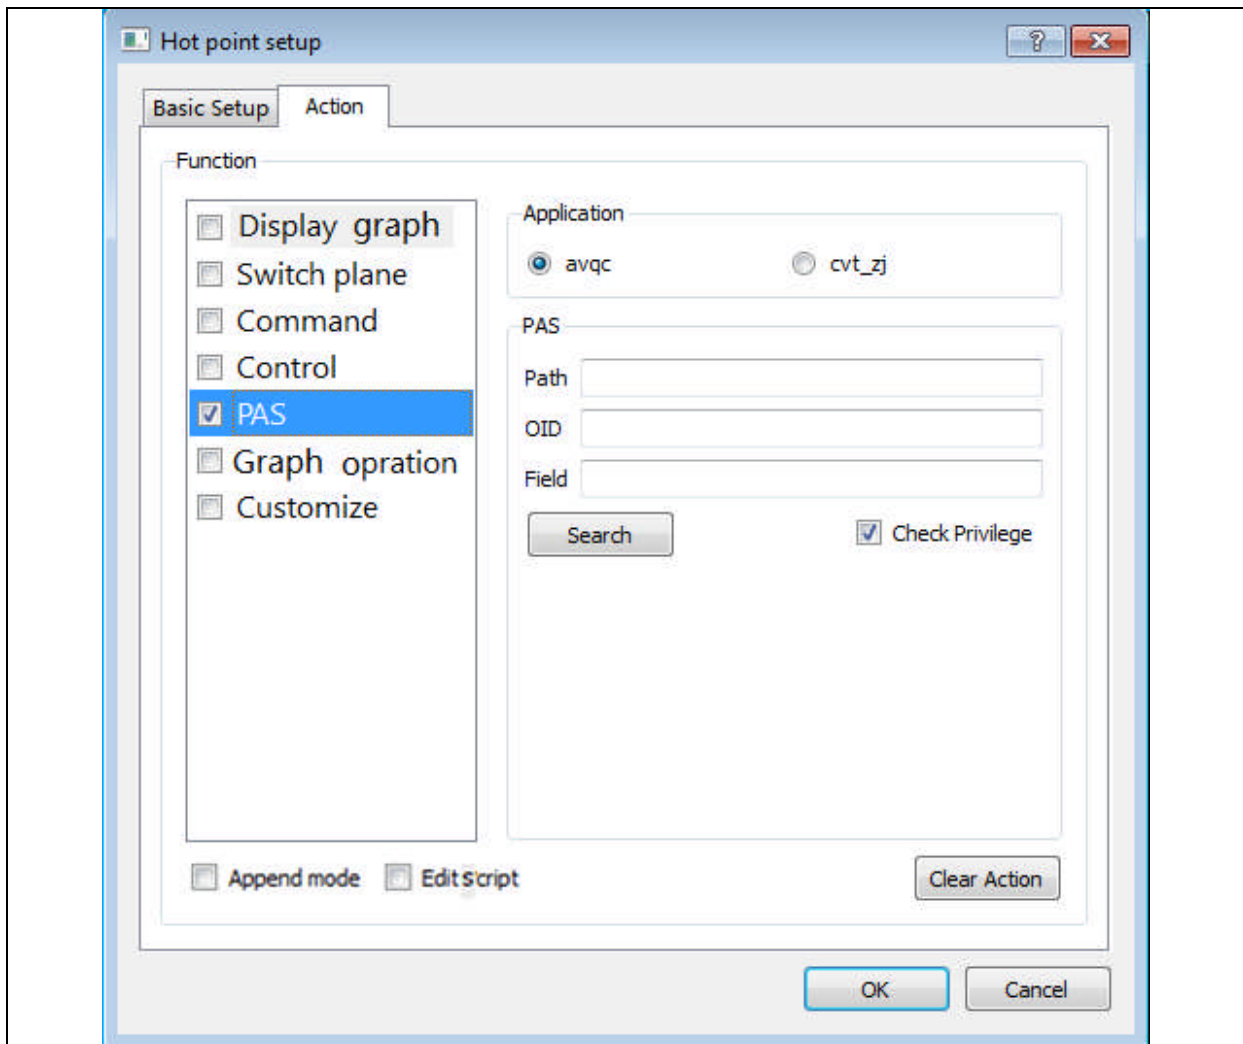 Hot point setup
Basic Setup Action
Function
Display graph
Switch plane
Command
Control
PAS
Graph opration
Customize
Application
avqc cvt_zj
PAS
Path
OID
Field
Search Check Privilege
Append mode Edit script Clear Action
OK Cancel